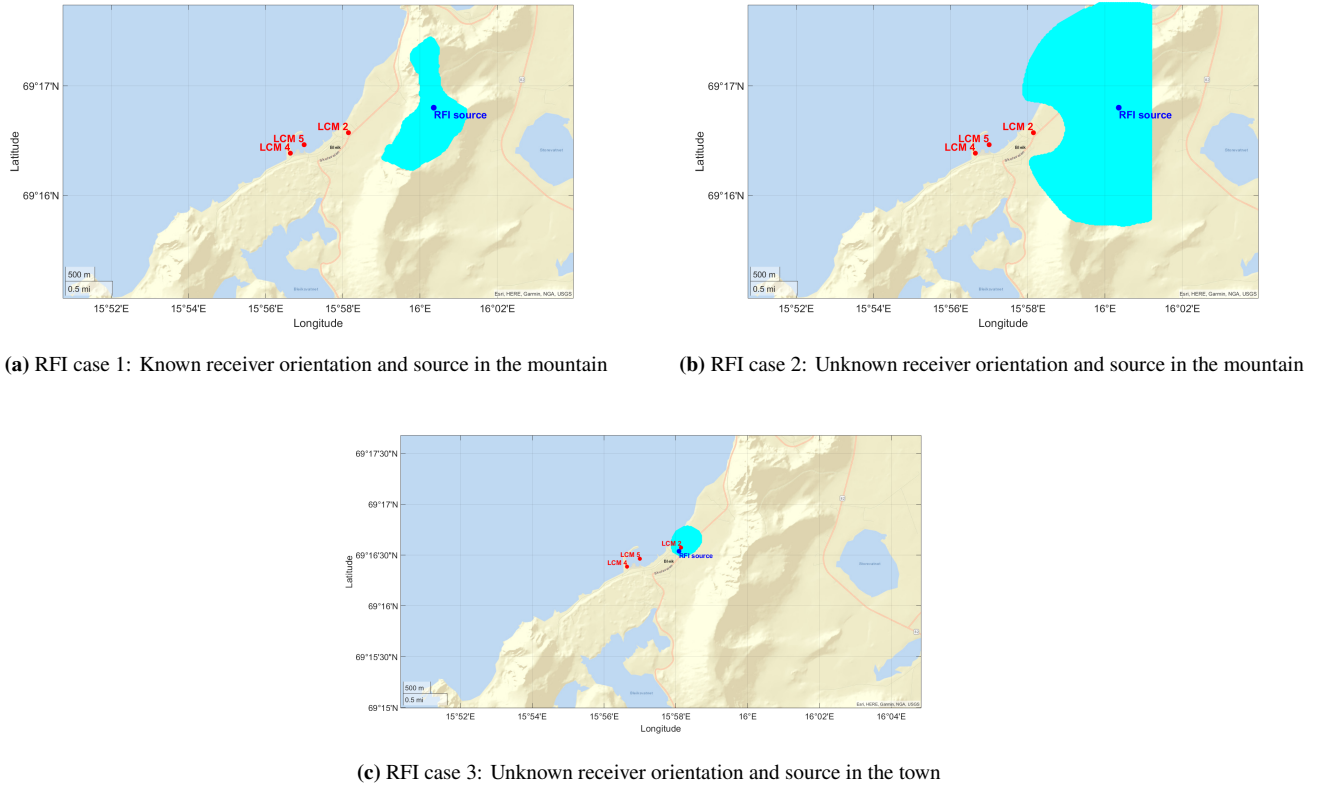 69°17'N
69°16'N
Latitude
LCM 2
LCM 5
LCM 4
RFI source
Bleik
500 m
0.5 mi
Esri, HERE, Garmin, NGA, USGS
15°52'E 15°54'E 15°56'E 15°58'E 16°E 16°02'E
Longitude
(a) RFI case 1: Known receiver orientation and source in the mountain
69°17'N
69°16'N
Latitude
LCM 2
LCM 5
LCM 4
RFI source
Bleik
500 m
0.5 mi
Esri, HERE, Garmin, NGA, USGS
15°52'E 15°54'E 15°56'E 15°58'E 16°E 16°02'E
Longitude
(b) RFI case 2: Unknown receiver orientation and source in the mountain
69°17'30"N
69°17'N
69°16'30"N
69°16'N
69°15'30"N
69°15'N
Latitude
LCM 2
RFI source
LCM 5
LCM 4
Bleik
500 m
0.5 mi
Esri, HERE, Garmin, NGA, USGS
15°52'E 15°54'E 15°56'E 15°58'E 16°E 16°02'E 16°04'E
Longitude
(c) RFI case 3: Unknown receiver orientation and source in the town